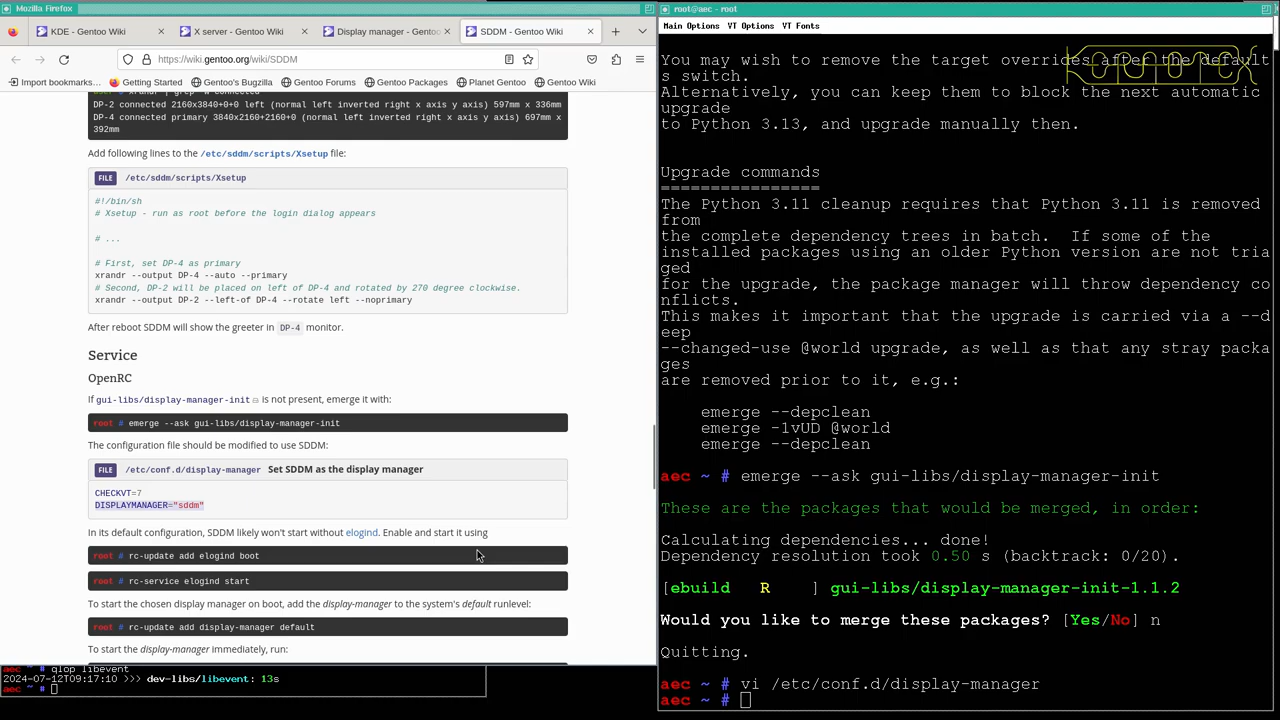 Mozilla Firefox
KDE - Gentoo Wiki
X server - Gentoo Wiki
Display manager - Gentoo
SDDM - Gentoo Wiki
https://wiki.gentoo.org/wiki/SDDM
Import bookmarks…
Getting Started
Gentoo's Bugzilla
Gentoo Forums
Gentoo Packages
Planet Gentoo
Gentoo Wiki
DP-2 connected 2160x3840+0+0 left (normal left inverted right x axis y axis) 597mm x 336mm
DP-4 connected primary 3840x2160+2160+0 (normal left inverted right x axis y axis) 697mm x
392mm
Add following lines to the /etc/sddm/scripts/Xsetup file:
FILE /etc/sddm/scripts/Xsetup
#!/bin/sh
# Xsetup - run as root before the login dialog appears
# ...
# First, set DP-4 as primary
xrandr --output DP-4 --auto --primary
# Second, DP-2 will be placed on left of DP-4 and rotated by 270 degree clockwise.
xrandr --output DP-2 --left-of DP-4 --rotate left --noprimary
After reboot SDDM will show the greeter in DP-4 monitor.
Service
OpenRC
If gui-libs/display-manager-init is not present, emerge it with:
root # emerge --ask gui-libs/display-manager-init
The configuration file should be modified to use SDDM:
FILE /etc/conf.d/display-manager Set SDDM as the display manager
CHECKVT=7
DISPLAYMANAGER="sddm"
In its default configuration, SDDM likely won't start without elogind. Enable and start it using
root # rc-update add elogind boot
root # rc-service elogind start
To start the chosen display manager on boot, add the display-manager to the system's default runlevel:
root # rc-update add display-manager default
To start the display-manager immediately, run:
aec ~ # qlop libevent
2024-07-12T09:17:10 >>> dev-libs/libevent: 13s
aec ~ #
root@aec - root
Main Options VT Options VT Fonts
You may wish to remove the target overrides after the default
s switch.
Alternatively, you can keep them to block the next automatic
upgrade
to Python 3.13, and upgrade manually then.
Upgrade commands
================
The Python 3.11 cleanup requires that Python 3.11 is removed
from
the complete dependency trees in batch.  If some of the
installed packages using an older Python version are not tria
ged
for the upgrade, the package manager will throw dependency co
nflicts.
This makes it important that the upgrade is carried via a --d
eep
--changed-use @world upgrade, as well as that any stray packa
ges
are removed prior to it, e.g.:
emerge --depclean
emerge -1vUD @world
emerge --depclean
aec ~ # emerge --ask gui-libs/display-manager-init
These are the packages that would be merged, in order:
Calculating dependencies... done!
Dependency resolution took 0.50 s (backtrack: 0/20).
[ebuild   R    ] gui-libs/display-manager-init-1.1.2
Would you like to merge these packages? [Yes/No] n
Quitting.
aec ~ # vi /etc/conf.d/display-manager
aec ~ #